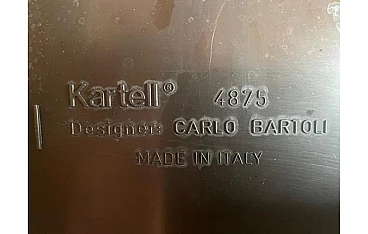 Kartell® 4875
Designer: CARLO BARTOLI
MADE IN ITALY